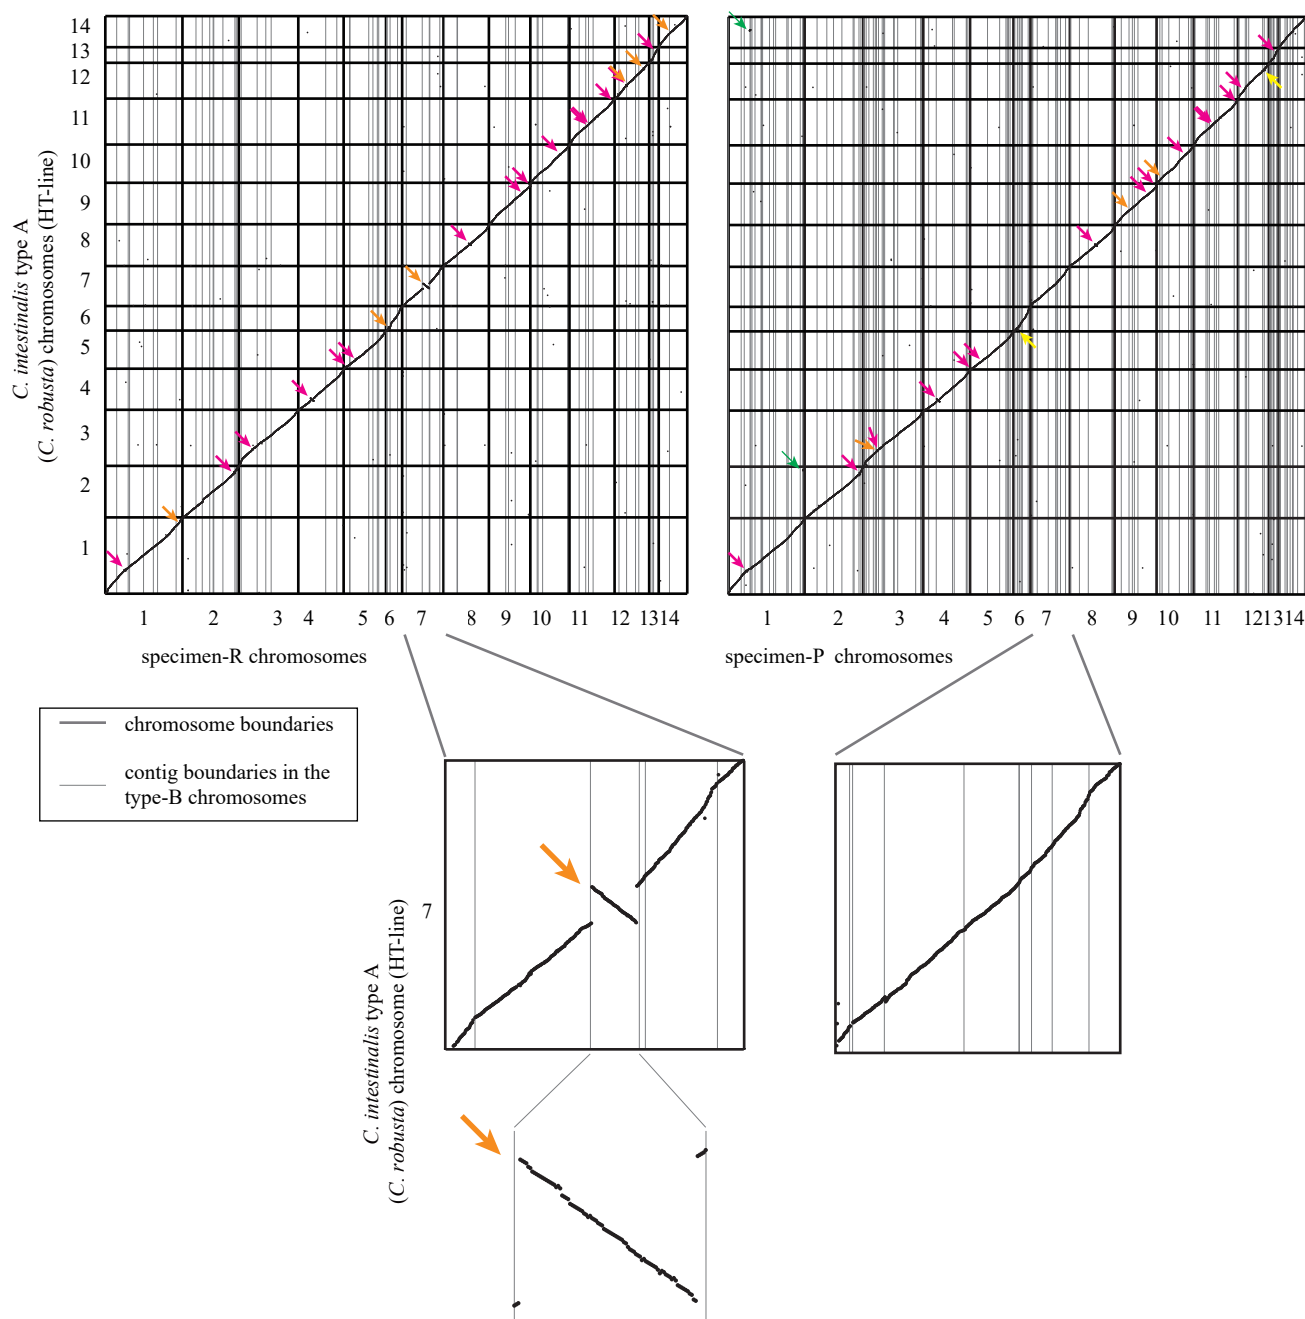 14
13
12
11
10
9
8
7
6
5
4
3
2
1
C. intestinalis type A
(C. robusta) chromosomes (HT-line)
1 2 3 4 5 6 7 8 9 10 11 12 13 14
specimen-R chromosomes
1 2 3 4 5 6 7 8 9 10 11 12 13 14
specimen-P chromosomes
chromosome boundaries
contig boundaries in the
type-B chromosomes
7
C. intestinalis type A
(C. robusta) chromosome (HT-line)